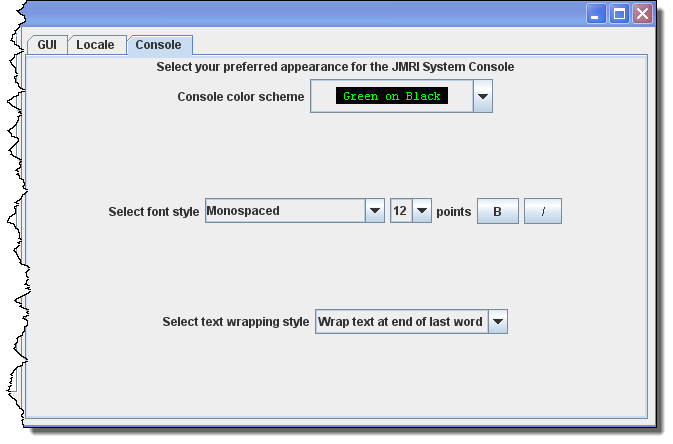 GUI Locale Console
Select your preferred appearance for the JMRI System Console
Console color scheme Green on Black
Select font style Monospaced 12 points B I
Select text wrapping style Wrap text at end of last word